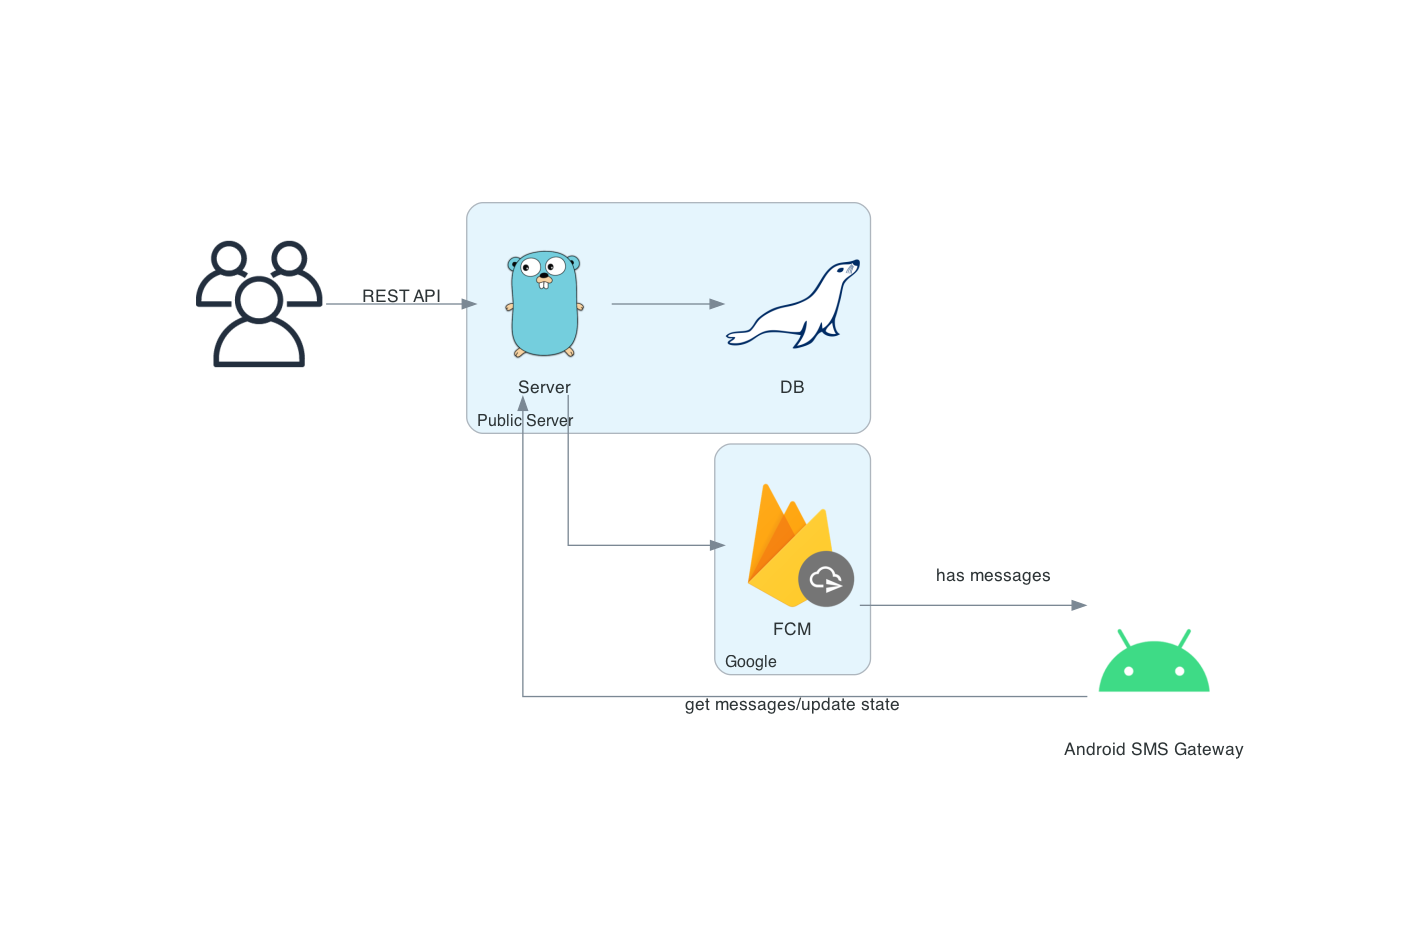 REST API
Server
DB
Public Server
has messages
FCM
Google
get messages/update state
Android SMS Gateway